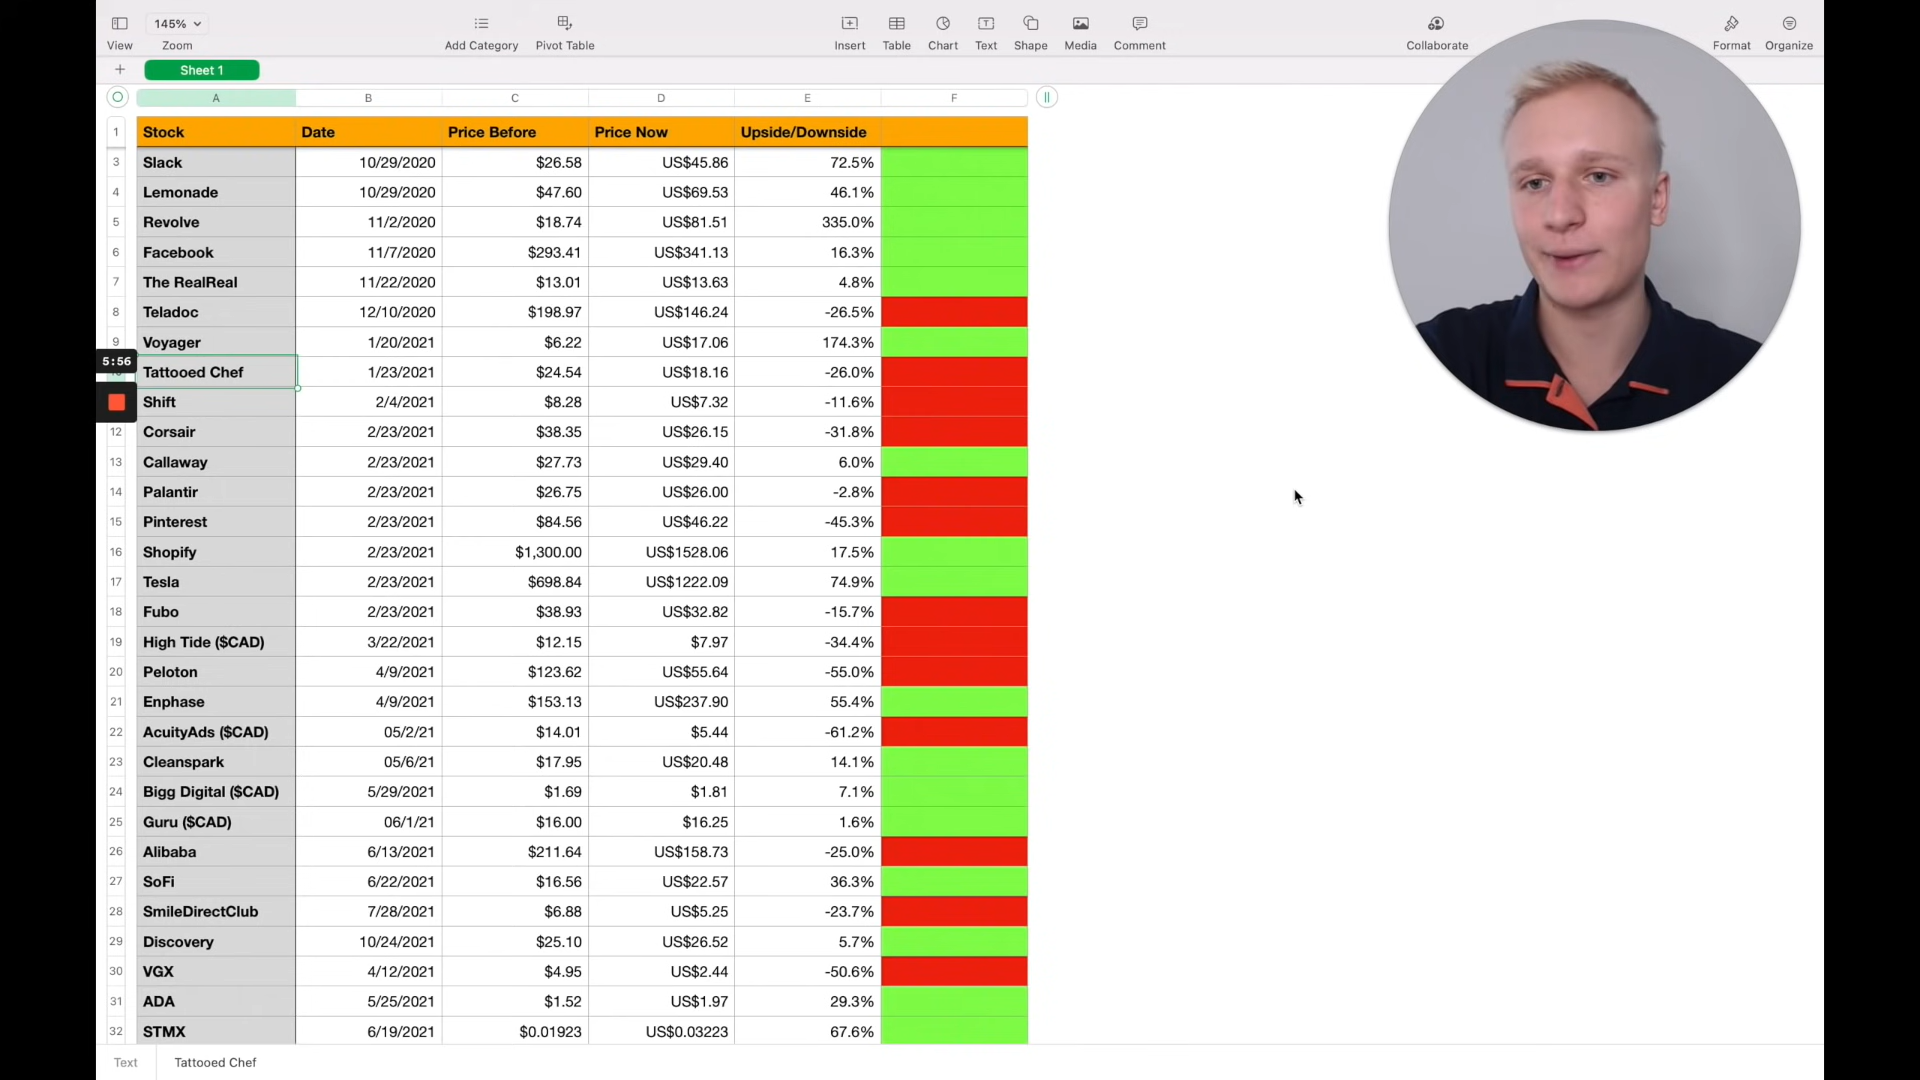 145%
View Zoom Add Category Pivot Table Insert Table Chart Text Shape Media Comment Collaborate Format Organize
+ Sheet 1
A B C D E F
1 Stock Date Price Before Price Now Upside/Downside
3 Slack 10/29/2020 $26.58 US$45.86 72.5%
4 Lemonade 10/29/2020 $47.60 US$69.53 46.1%
5 Revolve 11/2/2020 $18.74 US$81.51 335.0%
6 Facebook 11/7/2020 $293.41 US$341.13 16.3%
7 The RealReal 11/22/2020 $13.01 US$13.63 4.8%
8 Teladoc 12/10/2020 $198.97 US$146.24 -26.5%
9 Voyager 1/20/2021 $6.22 US$17.06 174.3%
5:56
Tattooed Chef 1/23/2021 $24.54 US$18.16 -26.0%
Shift 2/4/2021 $8.28 US$7.32 -11.6%
12 Corsair 2/23/2021 $38.35 US$26.15 -31.8%
13 Callaway 2/23/2021 $27.73 US$29.40 6.0%
14 Palantir 2/23/2021 $26.75 US$26.00 -2.8%
15 Pinterest 2/23/2021 $84.56 US$46.22 -45.3%
16 Shopify 2/23/2021 $1,300.00 US$1528.06 17.5%
17 Tesla 2/23/2021 $698.84 US$1222.09 74.9%
18 Fubo 2/23/2021 $38.93 US$32.82 -15.7%
19 High Tide ($CAD) 3/22/2021 $12.15 $7.97 -34.4%
20 Peloton 4/9/2021 $123.62 US$55.64 -55.0%
21 Enphase 4/9/2021 $153.13 US$237.90 55.4%
22 AcuityAds ($CAD) 05/2/21 $14.01 $5.44 -61.2%
23 Cleanspark 05/6/21 $17.95 US$20.48 14.1%
24 Bigg Digital ($CAD) 5/29/2021 $1.69 $1.81 7.1%
25 Guru ($CAD) 06/1/21 $16.00 $16.25 1.6%
26 Alibaba 6/13/2021 $211.64 US$158.73 -25.0%
27 SoFi 6/22/2021 $16.56 US$22.57 36.3%
28 SmileDirectClub 7/28/2021 $6.88 US$5.25 -23.7%
29 Discovery 10/24/2021 $25.10 US$26.52 5.7%
30 VGX 4/12/2021 $4.95 US$2.44 -50.6%
31 ADA 5/25/2021 $1.52 US$1.97 29.3%
32 STMX 6/19/2021 $0.01923 US$0.03223 67.6%
Text Tattooed Chef